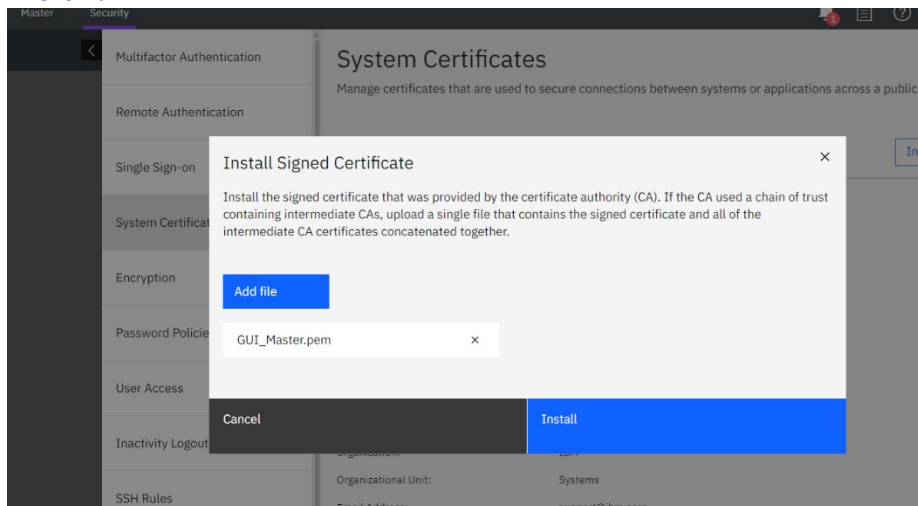 Master Security
1
Multifactor Authentication
Remote Authentication
Single Sign-on
System Certificat
Encryption
Password Policie
User Access
Inactivity Logout
SSH Rules
System Certificates
Manage certificates that are used to secure connections between systems or applications across a public
In
Install Signed Certificate
Install the signed certificate that was provided by the certificate authority (CA). If the CA used a chain of trust
containing intermediate CAs, upload a single file that contains the signed certificate and all of the
intermediate CA certificates concatenated together.
Add file
GUI_Master.pem
Cancel
Install
Organizational Unit: Systems